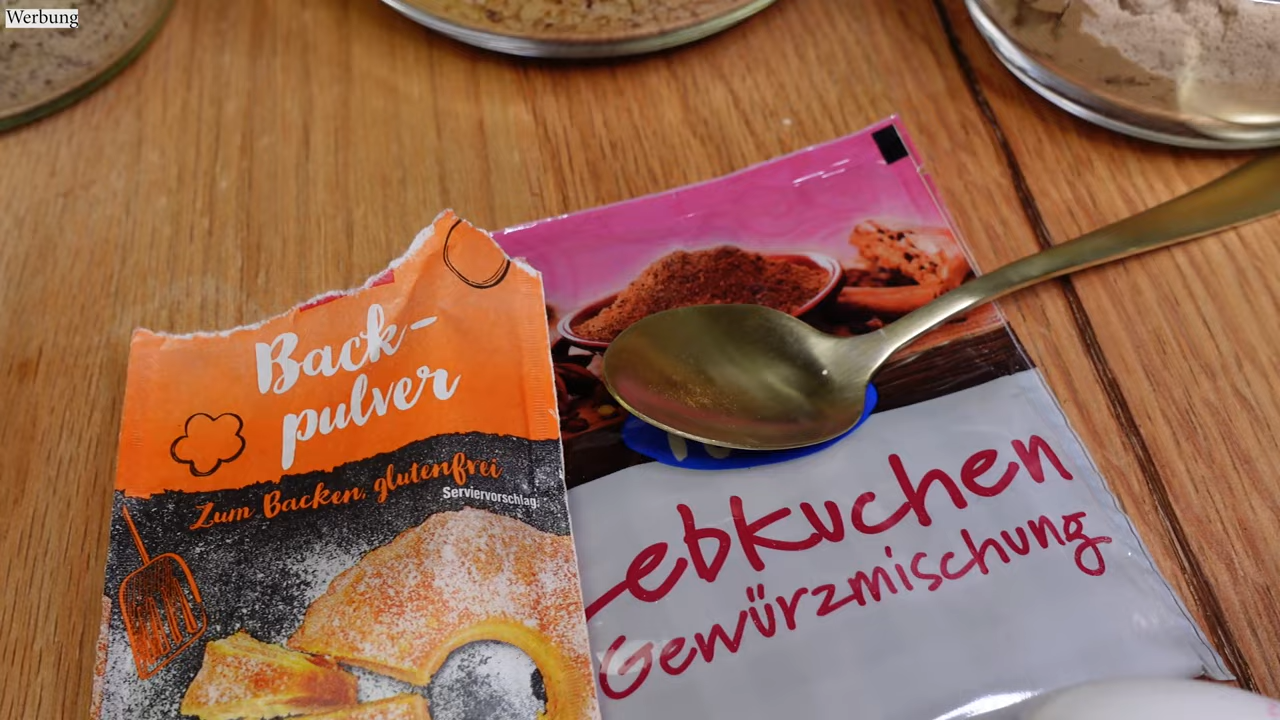 Werbung
Back-
pulver
Zum Backen, glutenfrei
Serviervorschlag
ebkuchen
Gewürzmischung